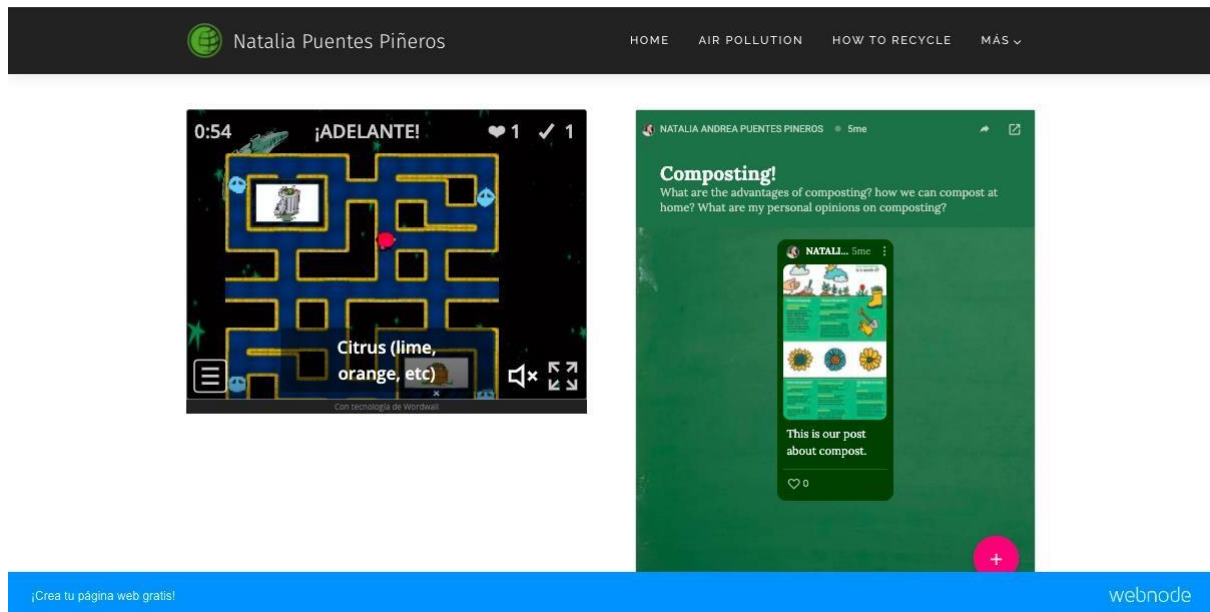 Natalia Puentes Piñeros
HOME AIR POLLUTION HOW TO RECYCLE MÁS
0:54 ¡ADELANTE! 1 1
Citrus (lime,
orange, etc)
Con tecnología de Wordwall
NATALIA ANDREA PUENTES PINEROS 5me
Composting!
What are the advantages of composting? how we can compost at
home? What are my personal opinions on composting?
NATALI... 5me
This is our post
about compost.
0
¡Crea tu página web gratis!
webnode